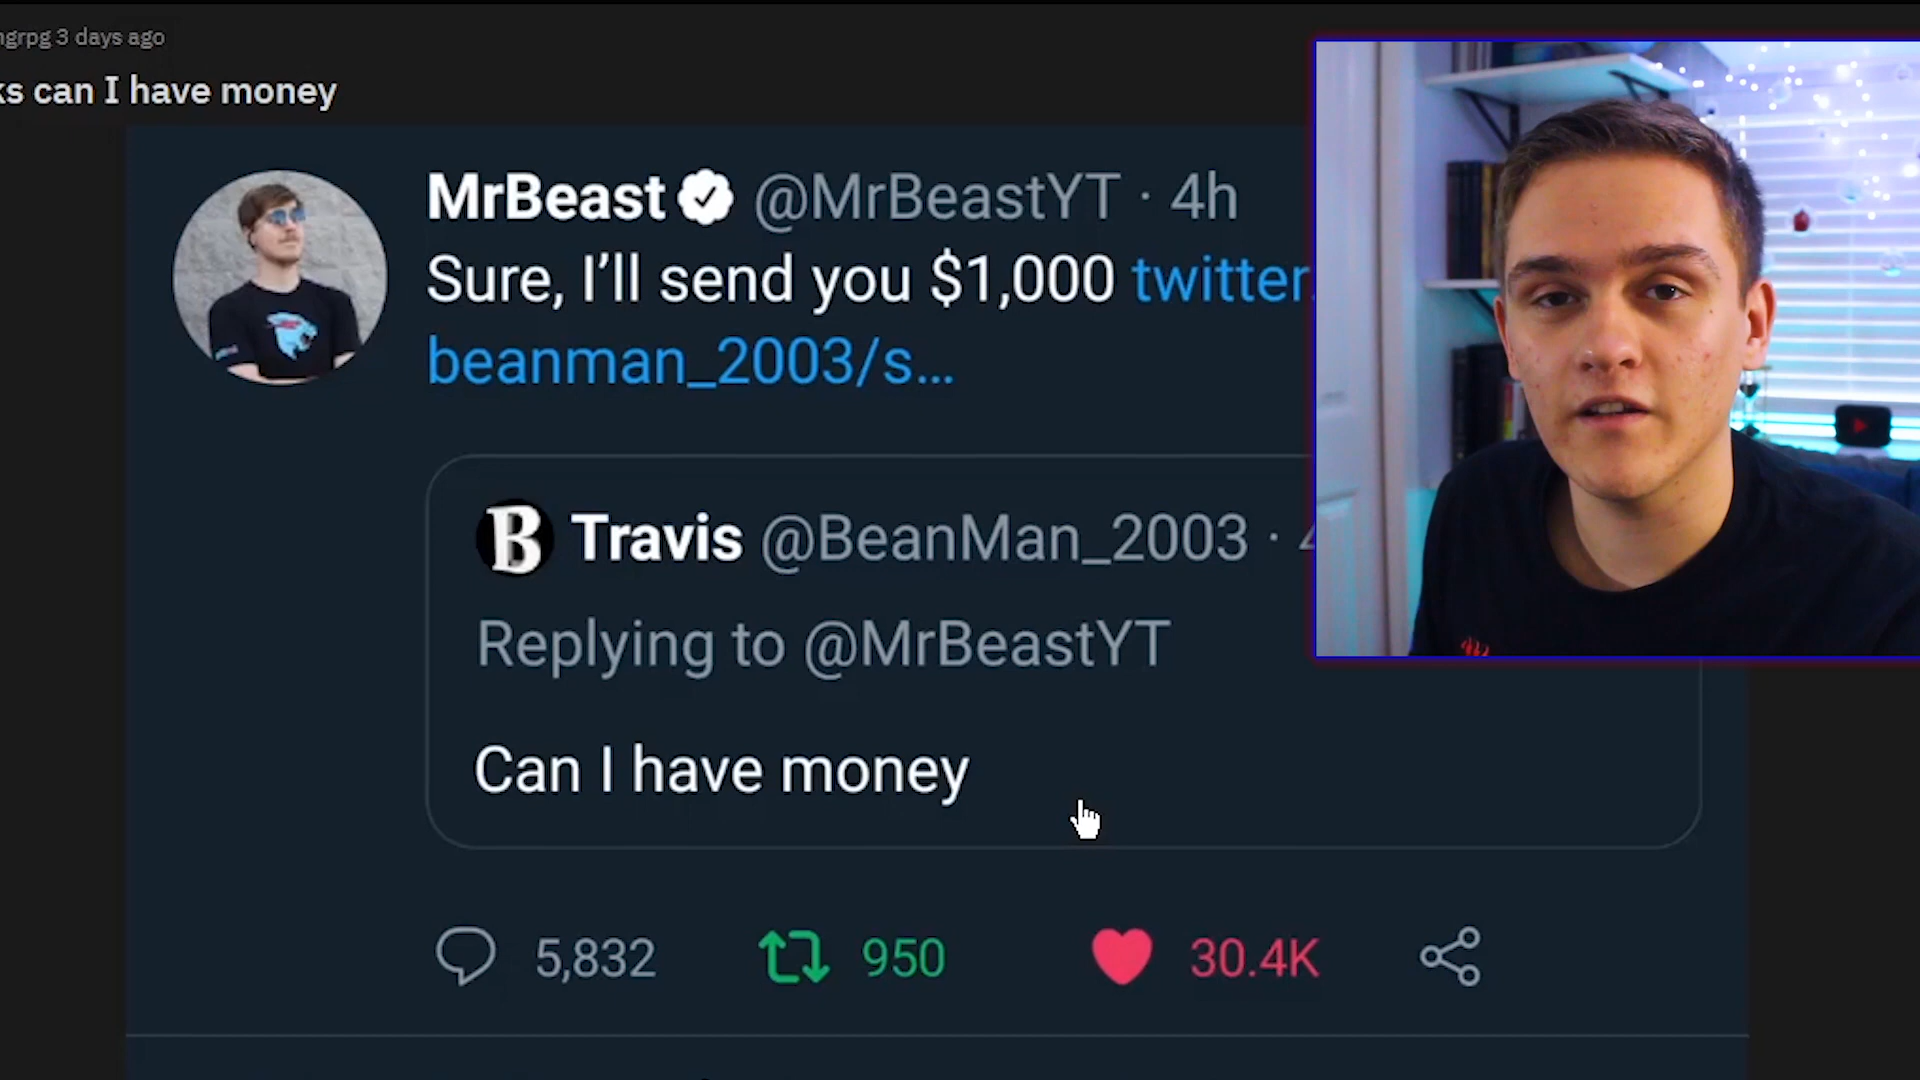 3 days ago
can I have money
MrBeast @MrBeastYT · 4h
Sure, I’ll send you $1,000 twitter.
beanman_2003/s...
B Travis @BeanMan_2003 ·
Replying to @MrBeastYT
Can I have money
5,832 950 30.4K